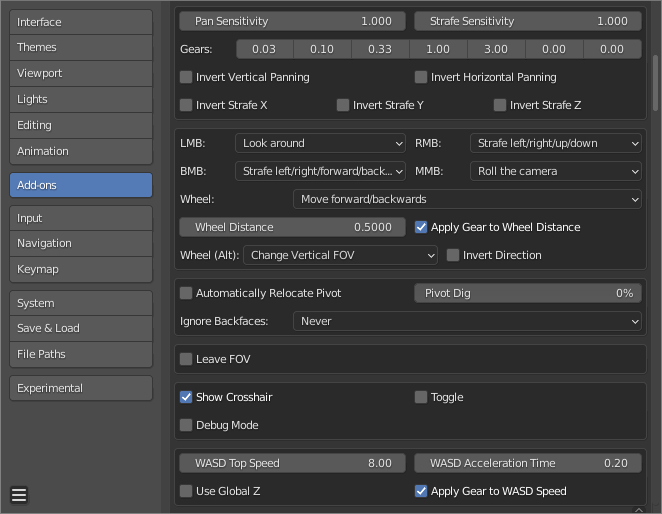 Interface
Themes
Viewport
Lights
Editing
Animation
Add-ons
Input
Navigation
Keymap
System
Save & Load
File Paths
Experimental
Pan Sensitivity 1.000 Strafe Sensitivity 1.000
Gears: 0.03 0.10 0.33 1.00 3.00 0.00 0.00
Invert Vertical Panning Invert Horizontal Panning
Invert Strafe X Invert Strafe Y Invert Strafe Z
LMB: Look around RMB: Strafe left/right/up/down
BMB: Strafe left/right/forward/back... MMB: Roll the camera
Wheel: Move forward/backwards
Wheel Distance 0.5000 Apply Gear to Wheel Distance
Wheel (Alt): Change Vertical FOV Invert Direction
Automatically Relocate Pivot Pivot Dig 0%
Ignore Backfaces: Never
Leave FOV
Show Crosshair Toggle
Debug Mode
WASD Top Speed 8.00 WASD Acceleration Time 0.20
Use Global Z Apply Gear to WASD Speed